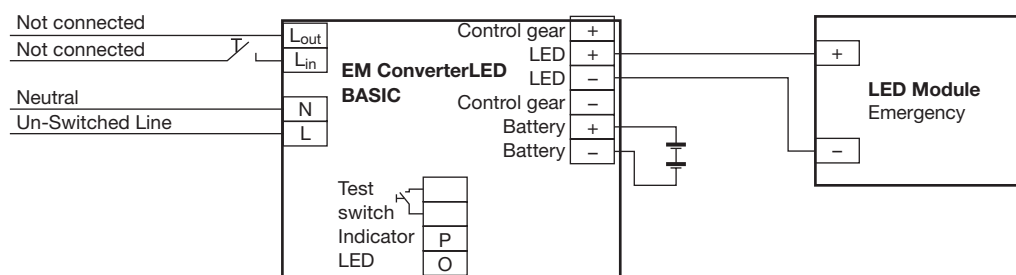 Not connected
Not connected
Neutral
Un-Switched Line
Lout
Lin
N
L
EM ConverterLED
BASIC
Control gear +
LED +
LED –
Control gear –
Battery +
Battery –
Test
switch
Indicator P
LED O
+
–
LED Module
Emergency